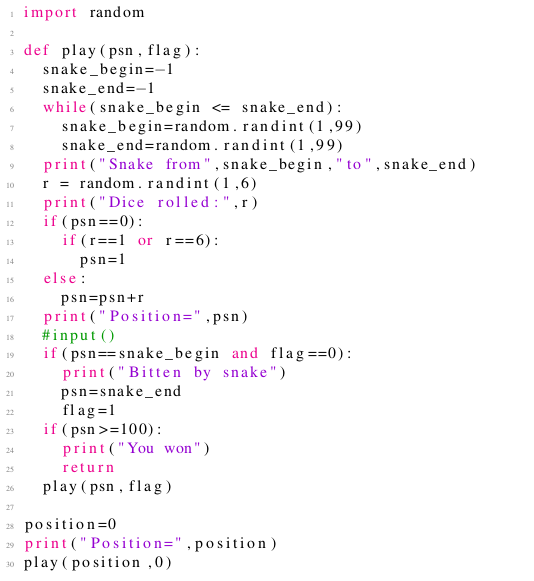 1 import random
2
3 def play(psn,flag):
4   snake_begin=−1
5   snake_end=−1
6   while(snake_begin <= snake_end):
7     snake_begin=random.randint(1,99)
8     snake_end=random.randint(1,99)
9   print("Snake from",snake_begin,"to",snake_end)
10   r = random.randint(1,6)
11   print("Dice rolled:",r)
12   if(psn==0):
13     if(r==1 or r==6):
14       psn=1
15   else:
16     psn=psn+r
17   print("Position=",psn)
18   #input()
19   if(psn==snake_begin and flag==0):
20     print("Bitten by snake")
21     psn=snake_end
22     flag=1
23   if(psn>=100):
24     print("You won")
25     return
26   play(psn,flag)
27
28 position=0
29 print("Position=",position)
30 play(position,0)